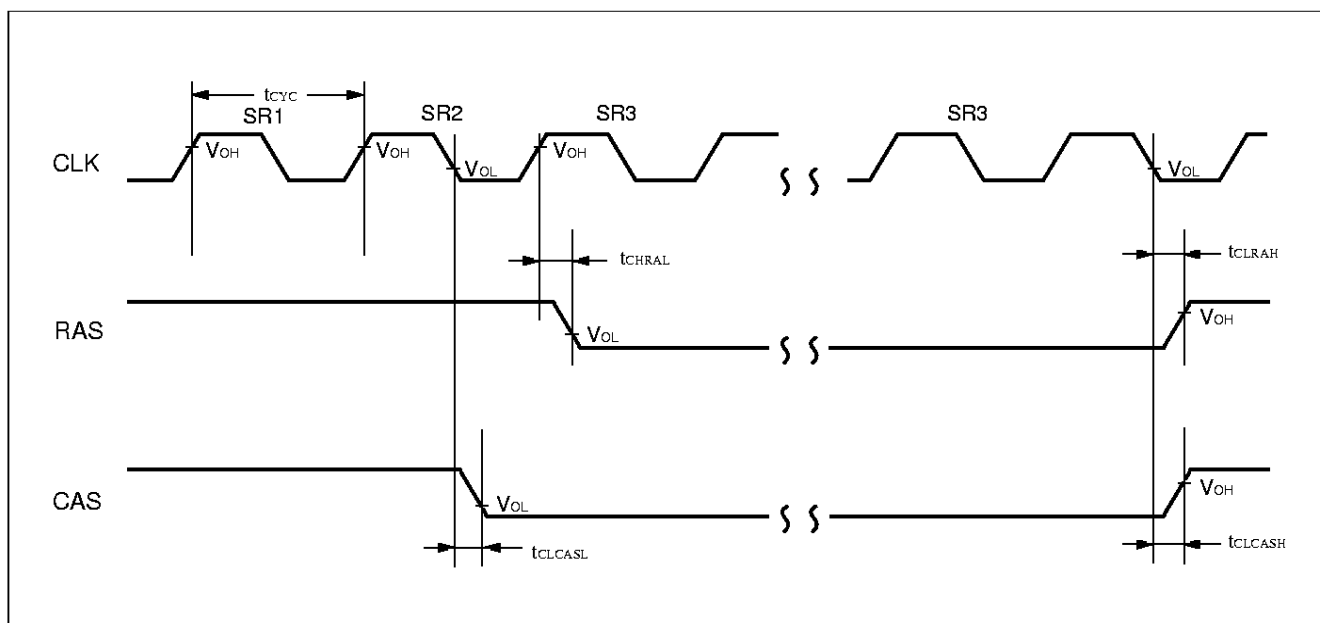 tCYC
SR1 SR2 SR3 SR3
CLK VOH VOH VOL VOH VOL
tCHRAL tCLRAH
RAS VOL VOH
CAS VOL VOH
tCLCASL tCLCASH